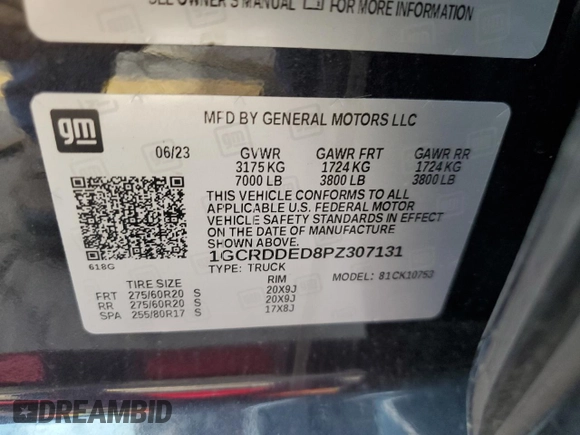 SEE OWNER'S MANUAL FOR MORE INFORMATION
gm
MFD BY GENERAL MOTORS LLC
06/23 GVWR GAWR FRT GAWR RR
3175 KG 1724 KG 1724 KG
7000 LB 3800 LB 3800 LB
THIS VEHICLE CONFORMS TO ALL
APPLICABLE U.S. FEDERAL MOTOR
VEHICLE SAFETY STANDARDS IN EFFECT
ON THE DATE OF MANUFACTURE
SHOWN ABOVE.
1GCRDDED8PZ307131
618G
TYPE: TRUCK MODEL: 81CK10753
TIRE SIZE RIM
FRT 275/60R20 S 20X9J
RR 275/60R20 S 20X9J
SPA 255/80R17 S 17X8J
DREAMBID